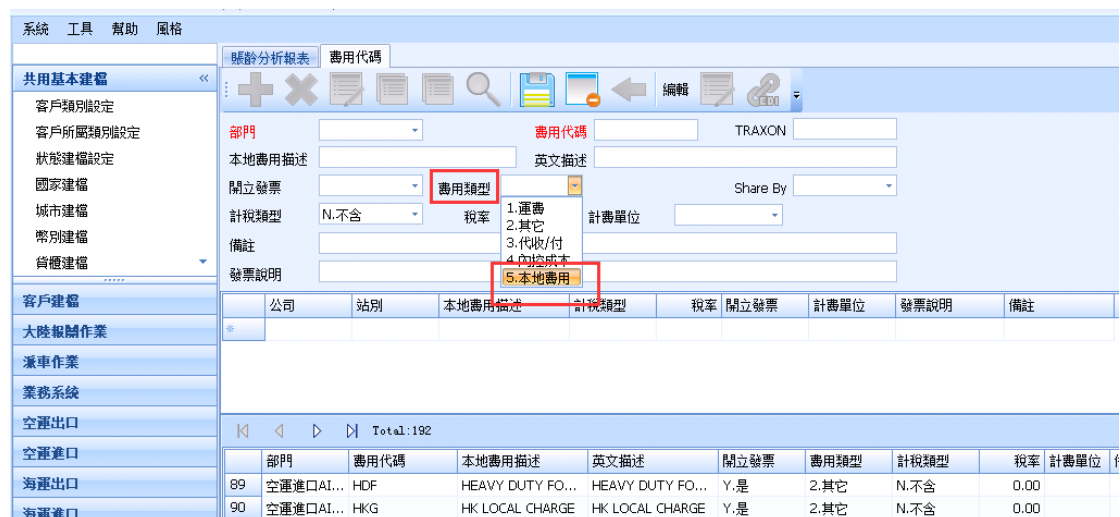 系統 工具 幫助 風格
賬齡分析報表 費用代碼
共用基本建檔 «
編輯 EDI
客戶類別設定
客戶所屬類別設定
狀態建檔設定
國家建檔
城市建檔
幣別建檔
貨櫃建檔
部門 費用代碼 TRAXON
本地費用描述 英文描述
開立發票 費用類型 Share By
計稅類型 N.不含 稅率 計費單位
備註
發票說明
1.運費
2.其它
3.代收/付
4.內控成本
5.本地費用
客戶建檔
大陸報關作業
派車作業
業務系統
空運出口
空運進口
海運出口
海運進口
公司 站別 本地費用描述 計稅類型 稅率 開立發票 計費單位 發票說明 備註
*
Total:192
部門 費用代碼 本地費用描述 英文描述 開立發票 費用類型 計稅類型 稅率 計費單位
89 空運進口AI... HDF HEAVY DUTY FO... HEAVY DUTY FO... Y.是 2.其它 N.不含 0.00
90 空運進口AI... HKG HK LOCAL CHARGE HK LOCAL CHARGE Y.是 2.其它 N.不含 0.00